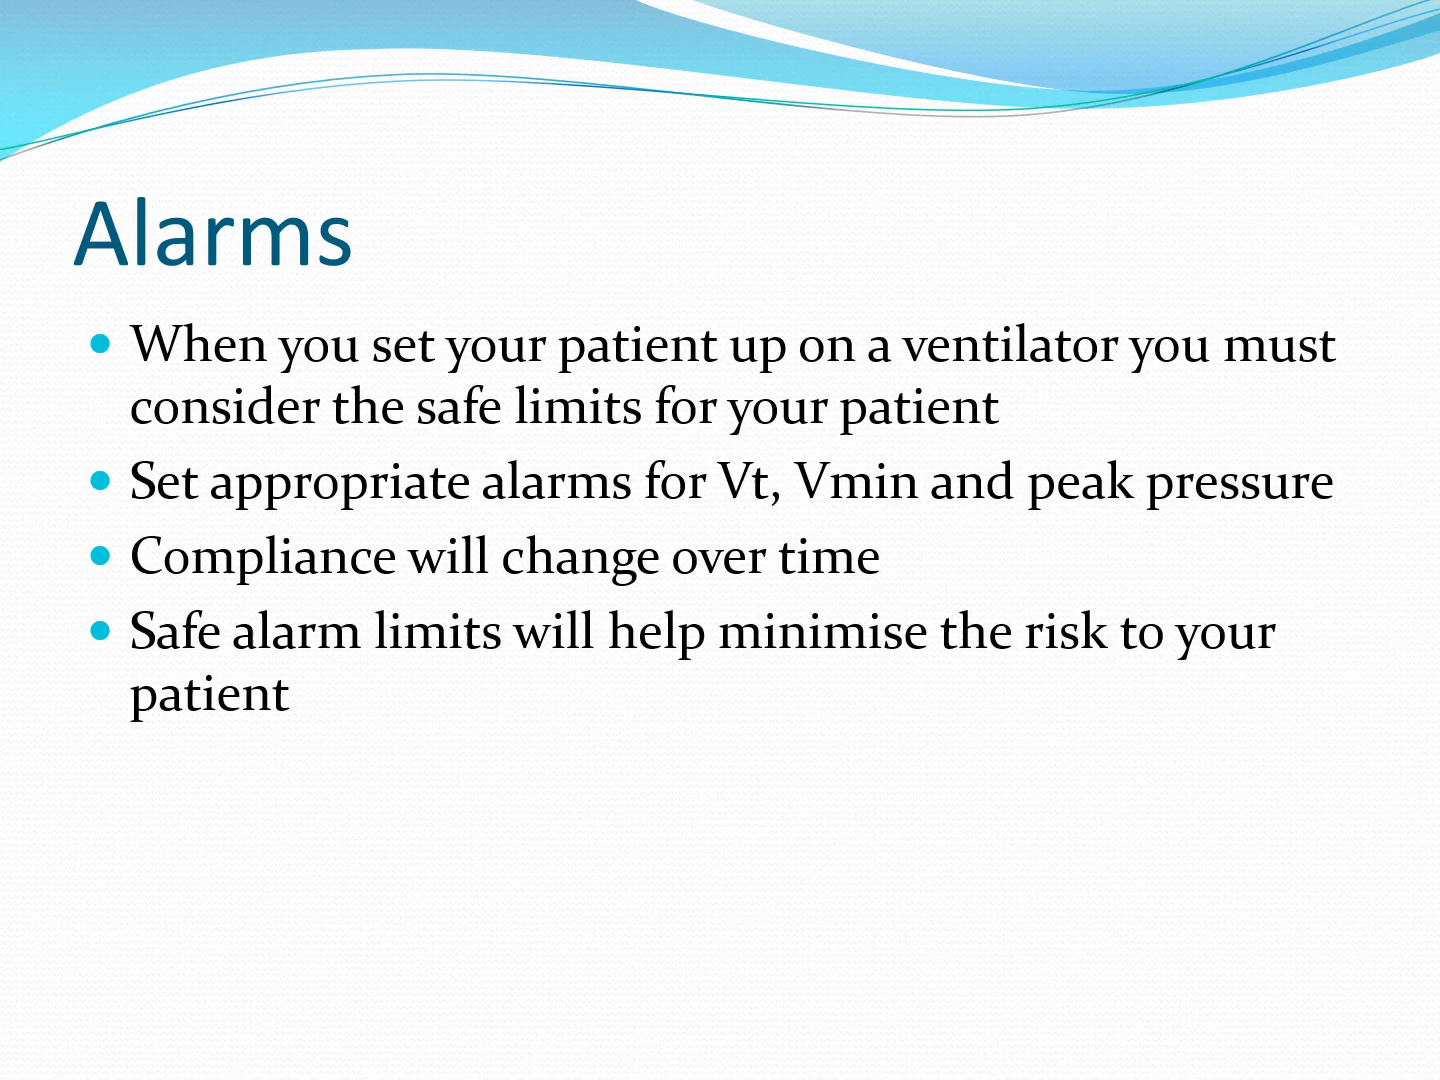 Alarms
• When you set your patient up on a ventilator you must
consider the safe limits for your patient
• Set appropriate alarms for Vt, Vmin and peak pressure
• Compliance will change over time
• Safe alarm limits will help minimise the risk to your
patient